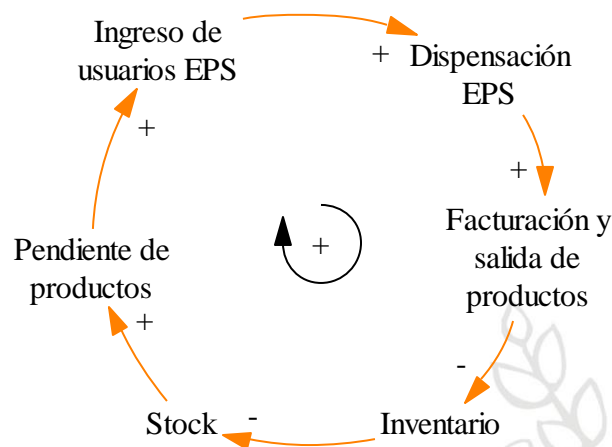 Ingreso de
usuarios EPS
+
Dispensación
EPS
+
Facturación y
salida de
productos
-
Inventario
-
Stock
+
Pendiente de
productos
+
+